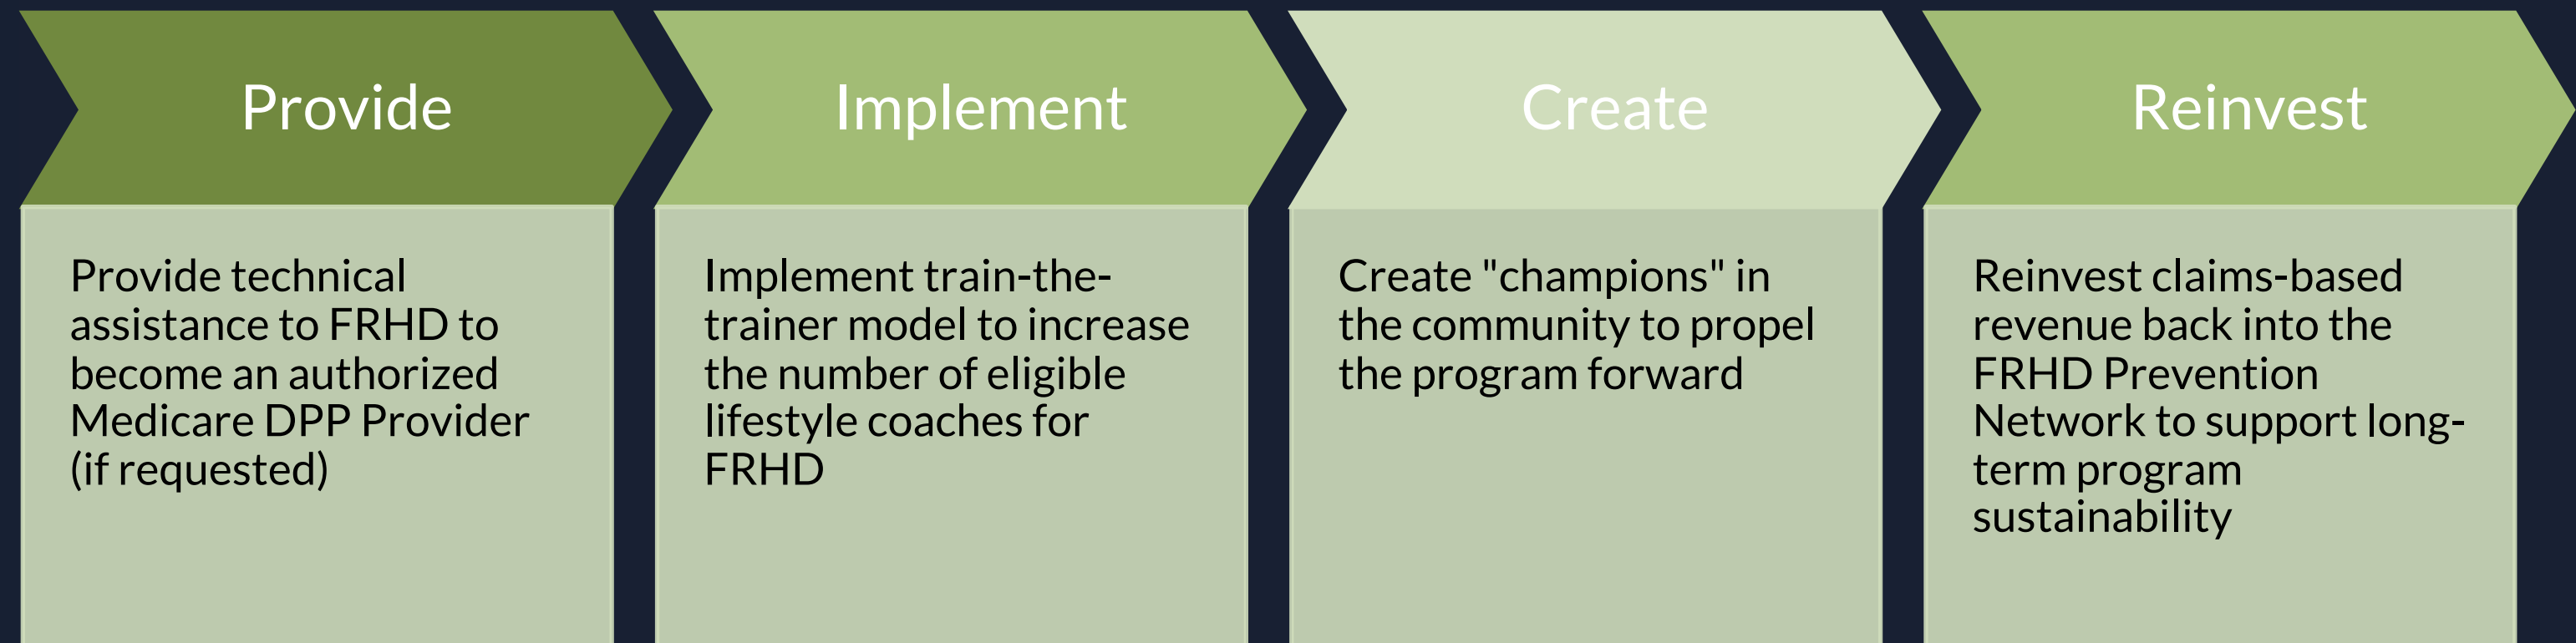 Provide
Provide technical
assistance to FRHD to
become an authorized
Medicare DPP Provider
(if requested)
Implement
Implement train-the-
trainer model to increase
the number of eligible
lifestyle coaches for
FRHD
Create
Create "champions" in
the community to propel
the program forward
Reinvest
Reinvest claims-based
revenue back into the
FRHD Prevention
Network to support long-
term program
sustainability